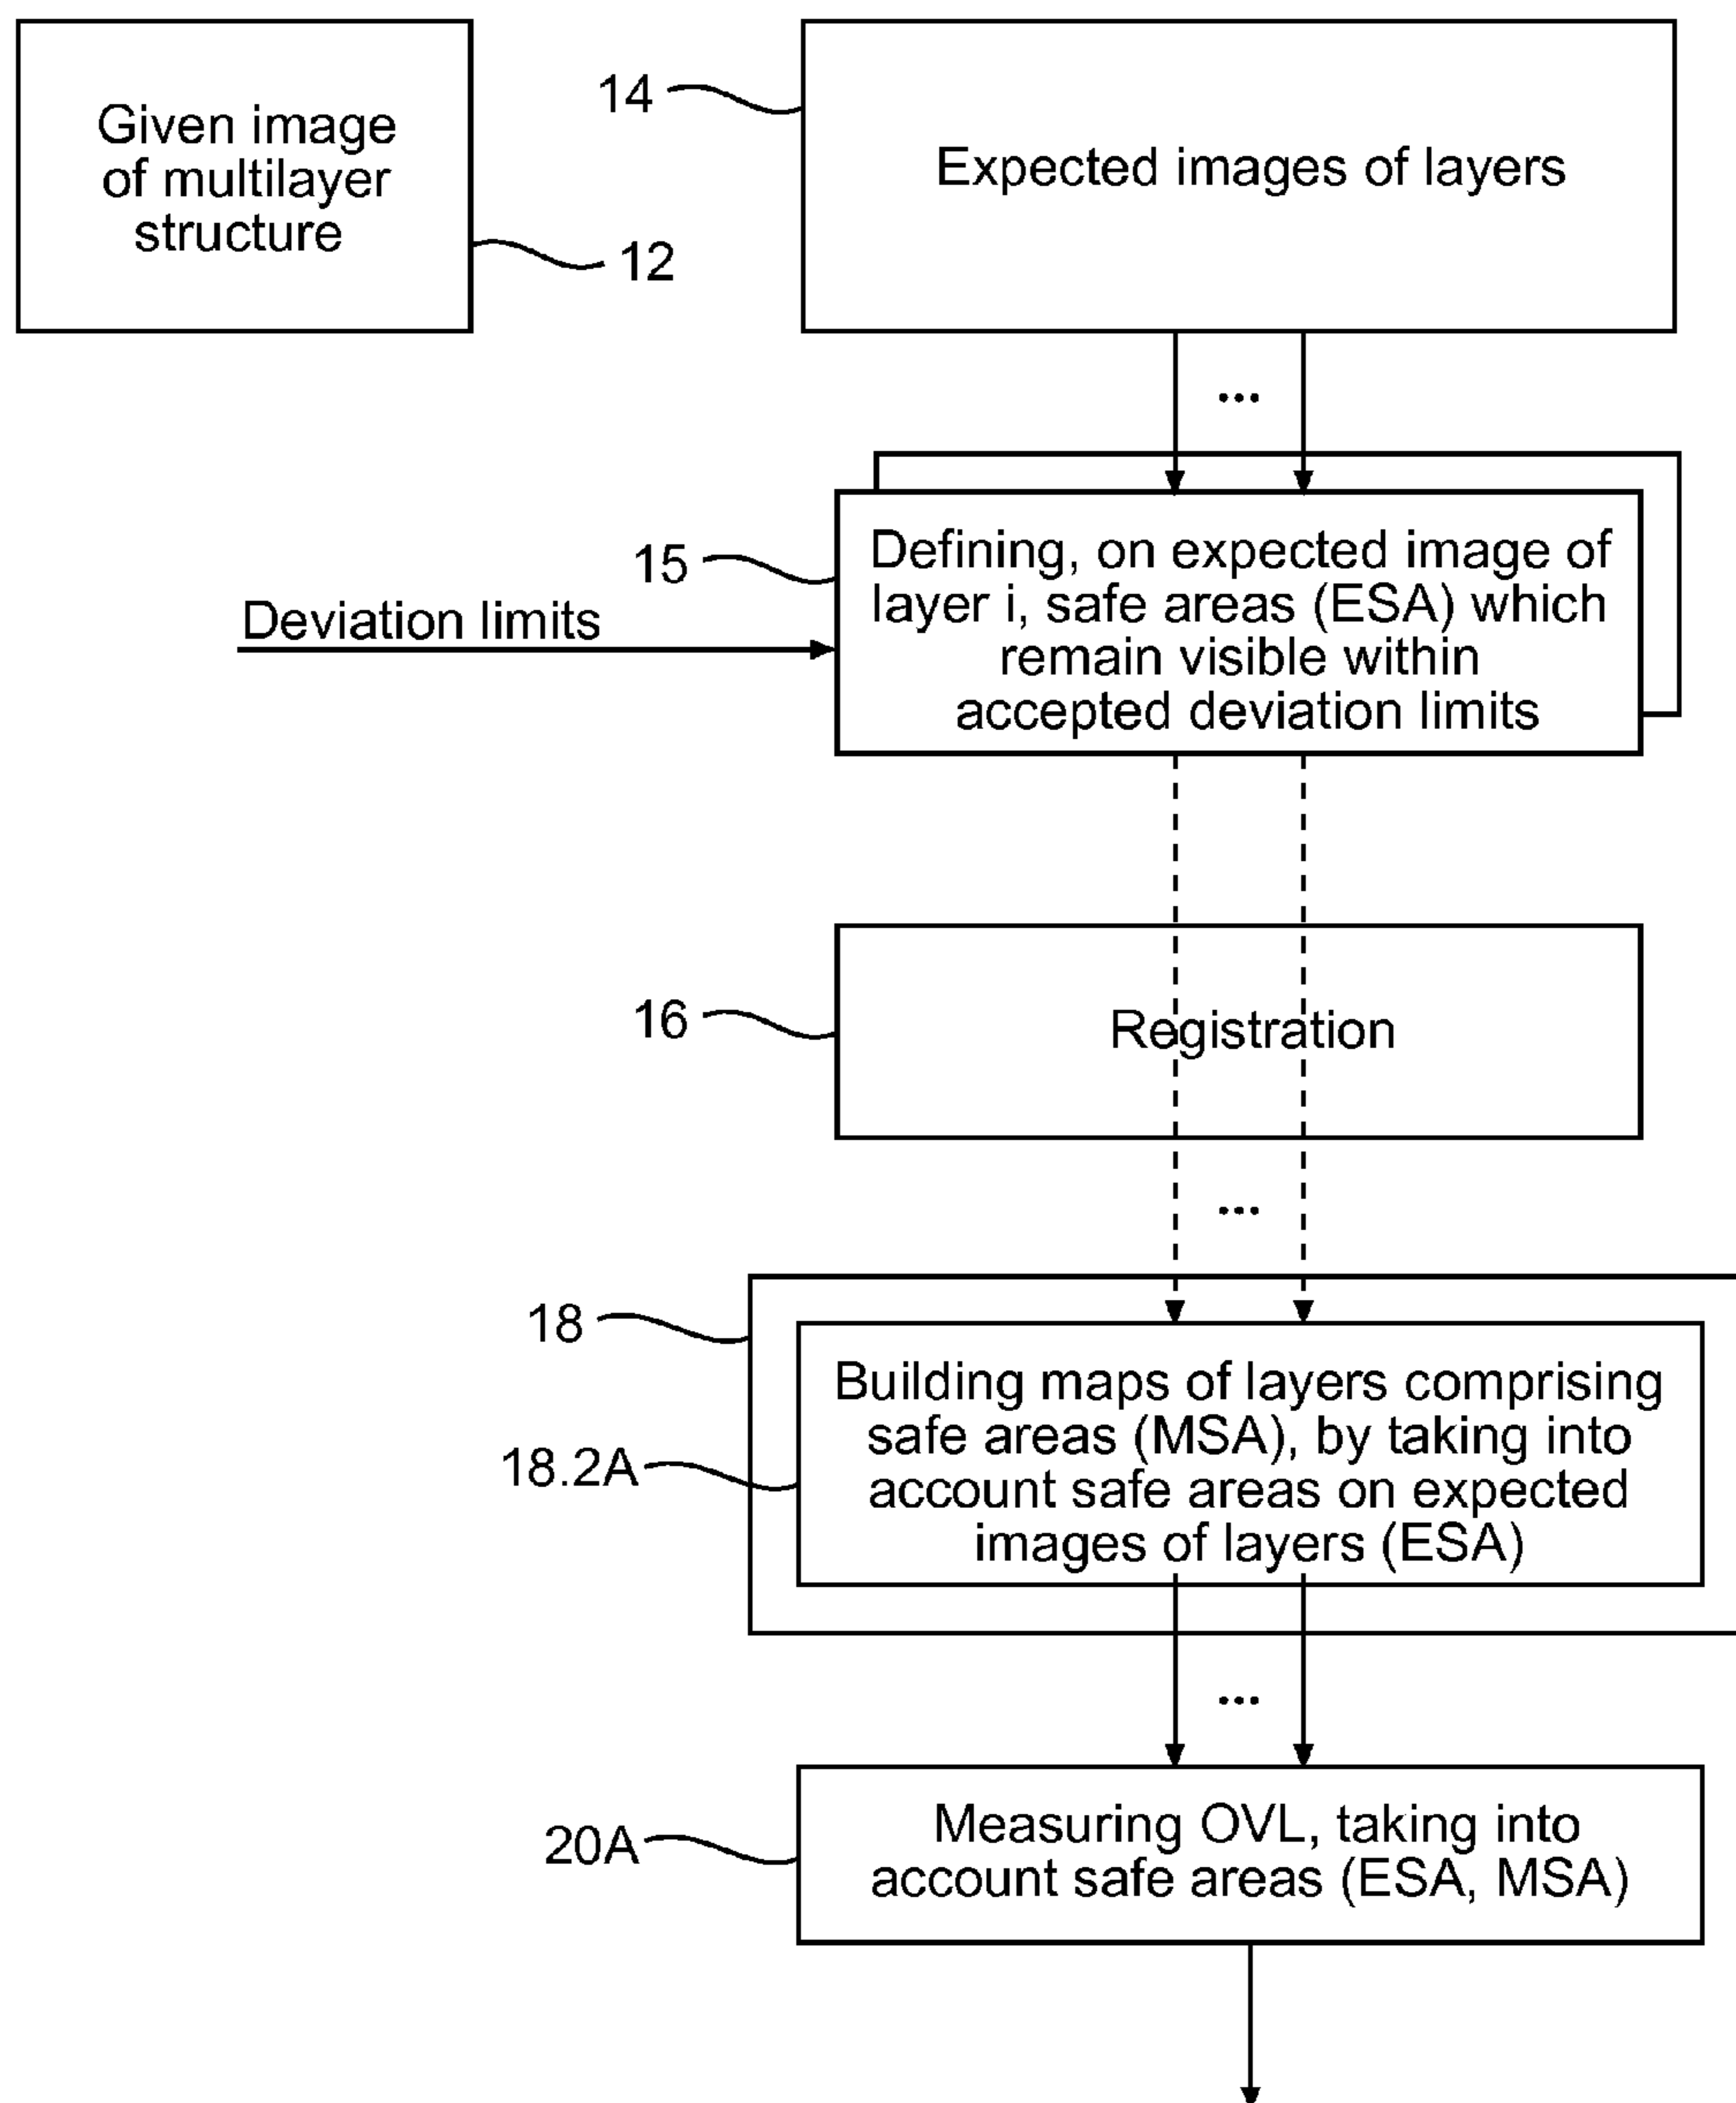 Given image
of multilayer
structure
12
14
Expected images of layers
...
15
Defining, on expected image of
layer i, safe areas (ESA) which
remain visible within
accepted deviation limits
Deviation limits
16
Registration
...
18
18.2A
Building maps of layers comprising
safe areas (MSA), by taking into
account safe areas on expected
images of layers (ESA)
...
20A
Measuring OVL, taking into
account safe areas (ESA, MSA)